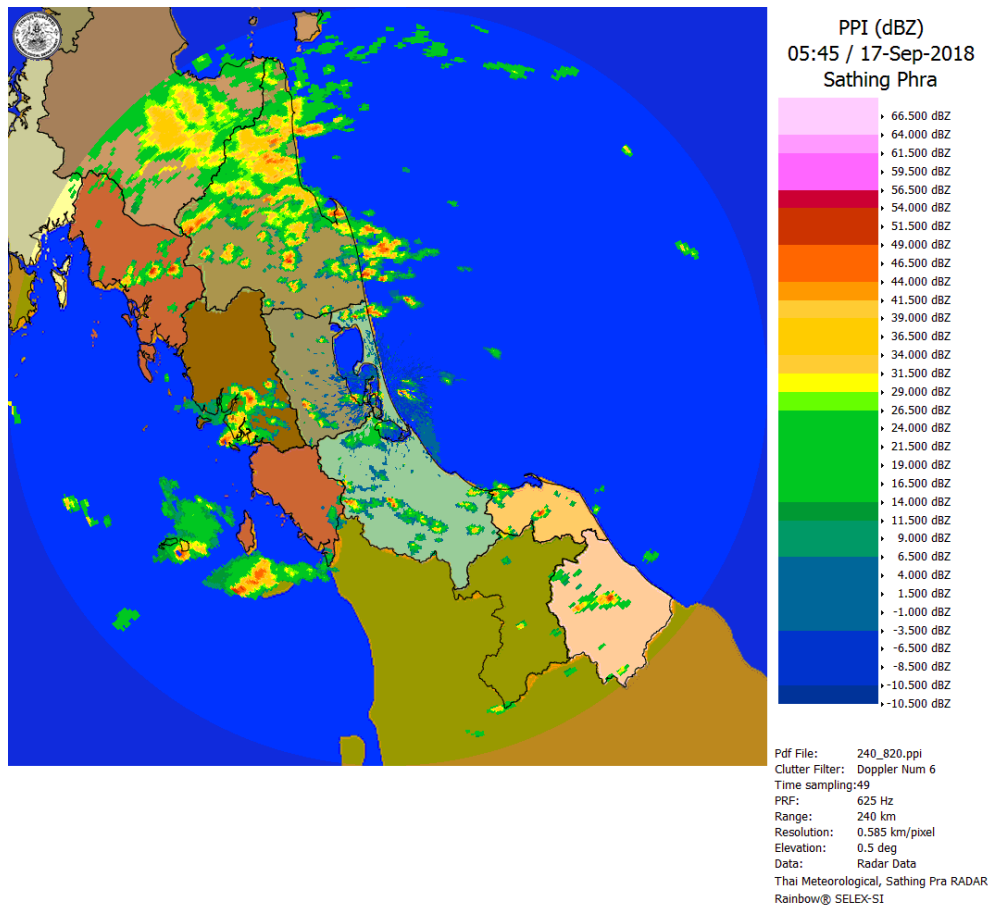 PPI (dBZ)
05:45 / 17-Sep-2018
Sathing Phra
66.500 dBZ
64.000 dBZ
61.500 dBZ
59.500 dBZ
56.500 dBZ
54.000 dBZ
51.500 dBZ
49.000 dBZ
46.500 dBZ
44.000 dBZ
41.500 dBZ
39.000 dBZ
36.500 dBZ
34.000 dBZ
31.500 dBZ
29.000 dBZ
26.500 dBZ
24.000 dBZ
21.500 dBZ
19.000 dBZ
16.500 dBZ
14.000 dBZ
11.500 dBZ
9.000 dBZ
6.500 dBZ
4.000 dBZ
1.500 dBZ
-1.000 dBZ
-3.500 dBZ
-6.500 dBZ
-8.500 dBZ
-10.500 dBZ
-10.500 dBZ
Pdf File: 240_820.ppi
Clutter Filter: Doppler Num 6
Time sampling:49
PRF: 625 Hz
Range: 240 km
Resolution: 0.585 km/pixel
Elevation: 0.5 deg
Data: Radar Data
Thai Meteorological, Sathing Pra RADAR
Rainbow® SELEX-SI